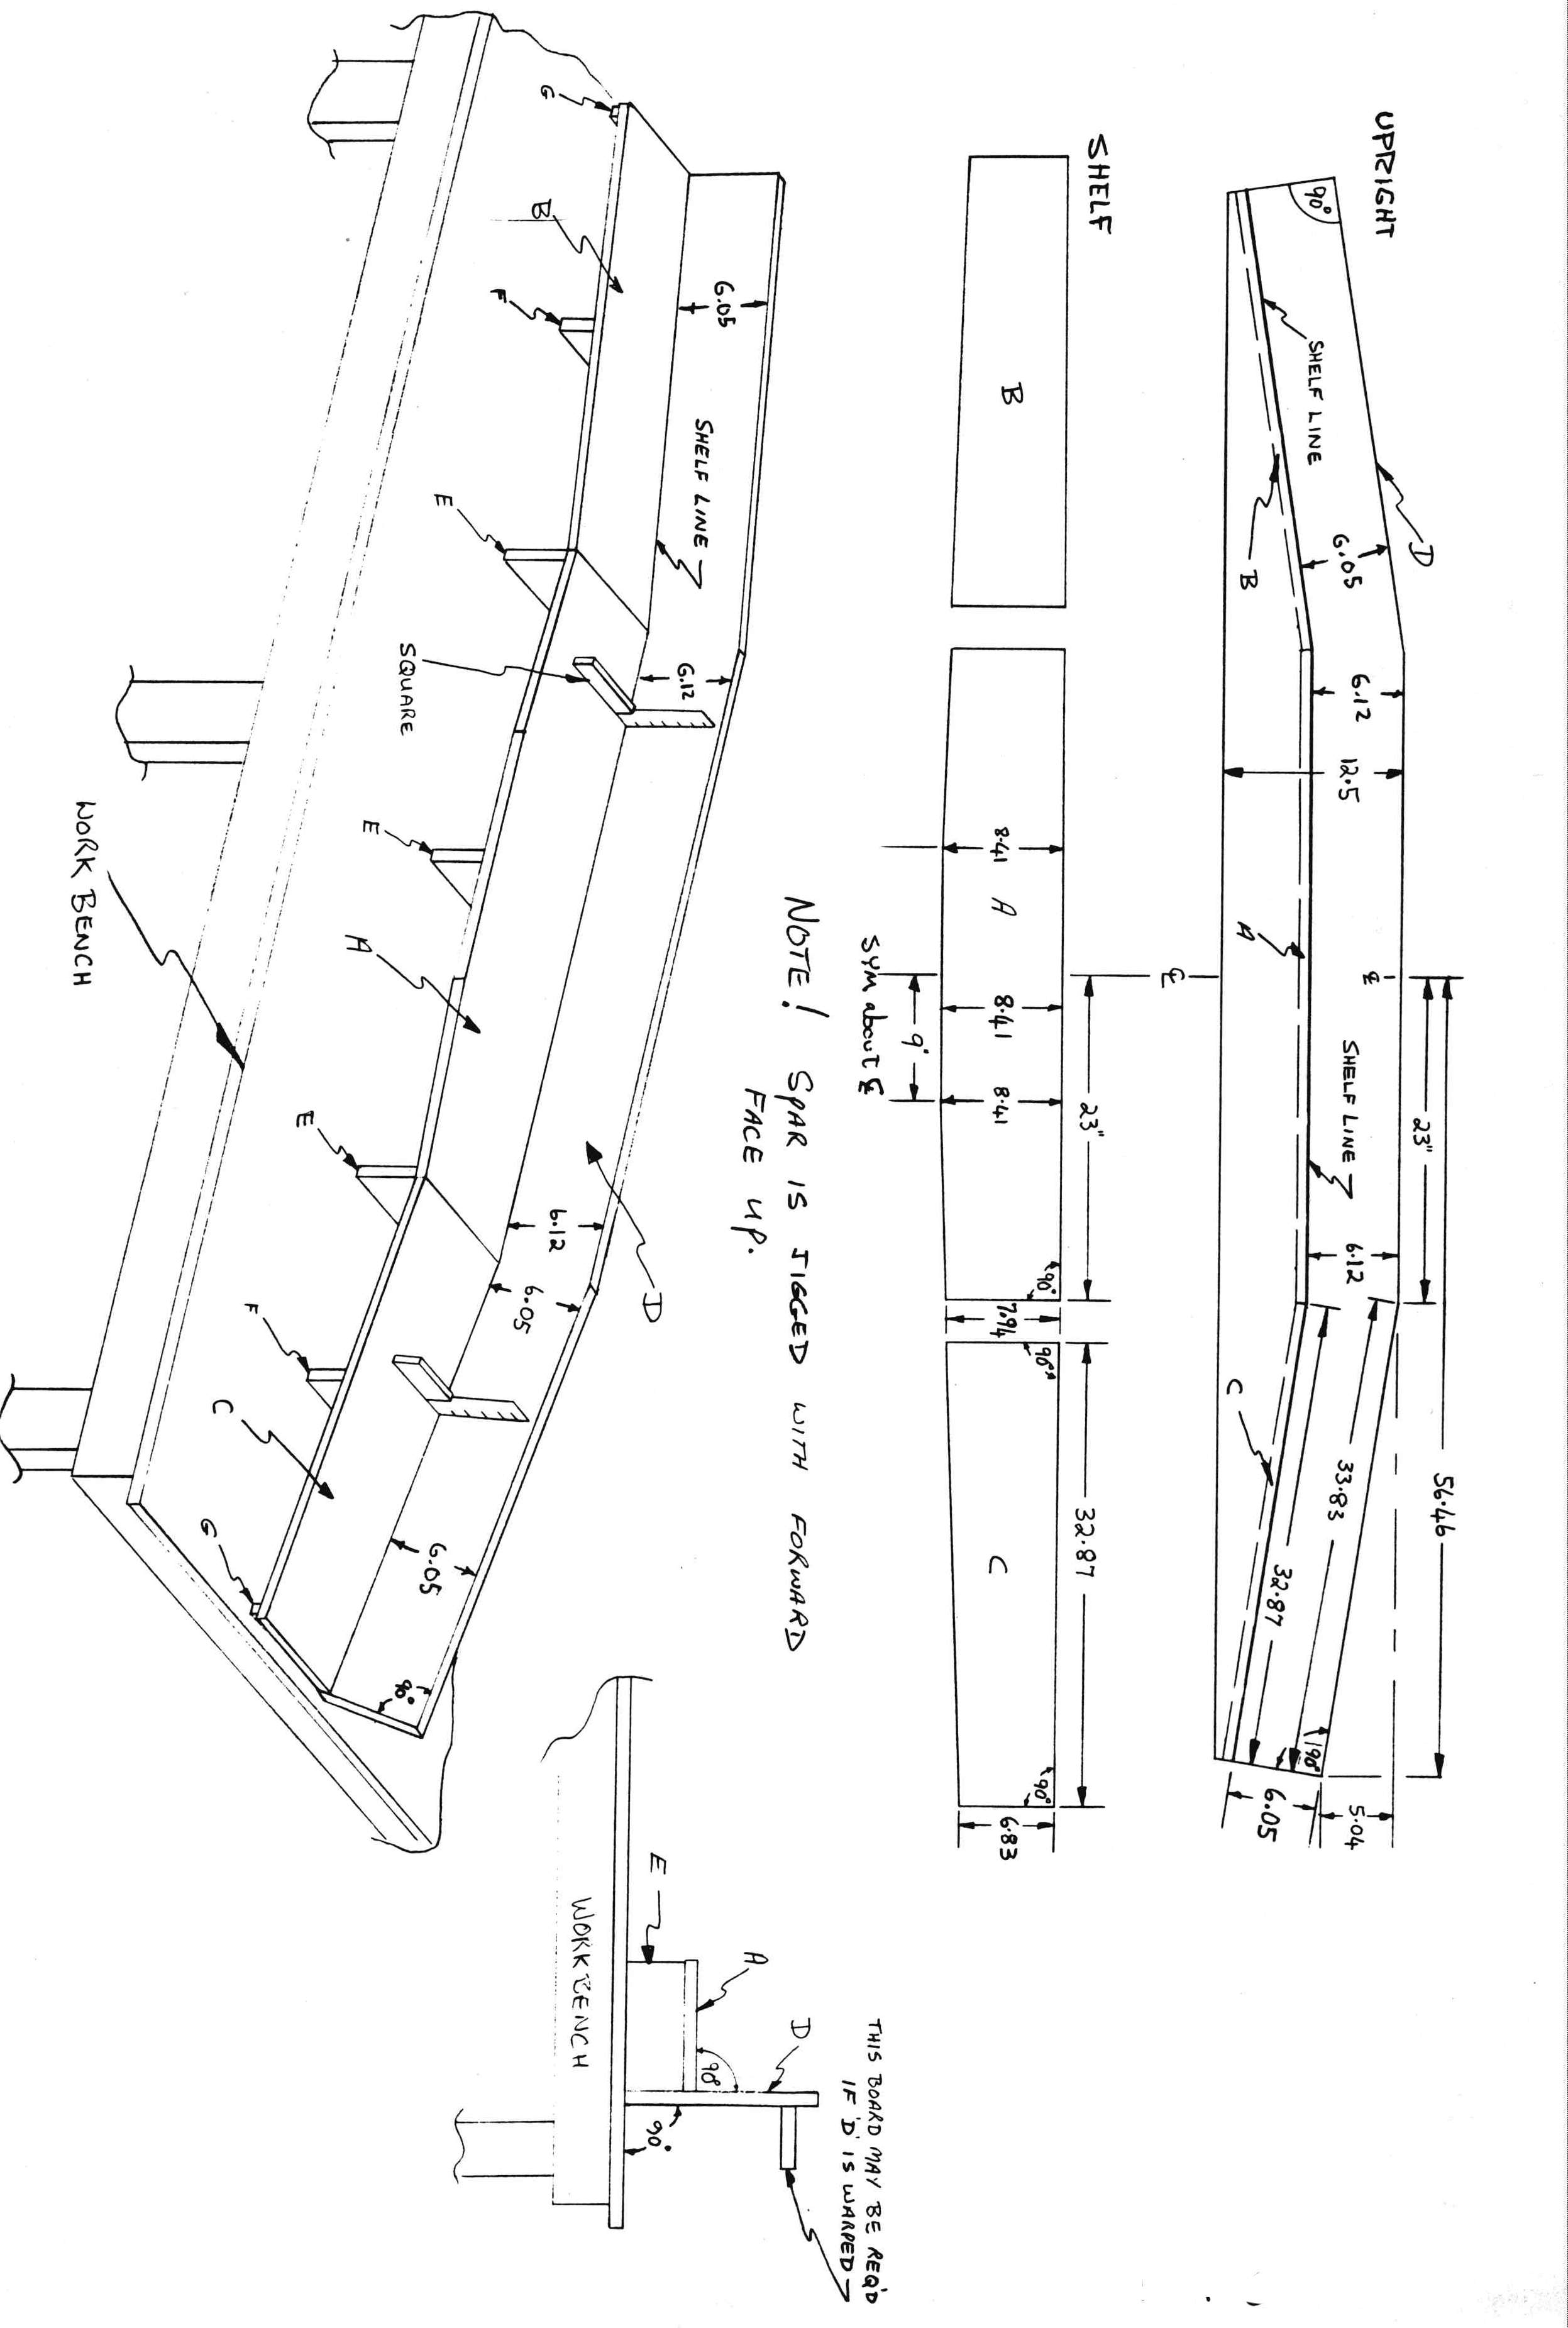 UPRIGHT
90°
SHELF LINE
B
B
D
6.05
6.12
12.5
A
℄
℄
23"
56.46
SHELF LINE
6.12
C
33.83
32.87
90°
6.05
5.04
SHELF
B
8.41
A
8.41
8.41
9"
SYM about ℄
23"
90°
7.94
90°
32.87
C
90°
6.83
NOTE! SPAR IS JIGGED WITH FORWARD
FACE UP.
G
B
F
6.05
SHELF LINE
E
SQUARE
6.12
E
A
WORK BENCH
E
D
6.12
6.05
F
C
6.05
G
90°
THIS BOARD MAY BE REQ'D
IF 'D' IS WARPED
D
A
E
90°
90°
WORKBENCH